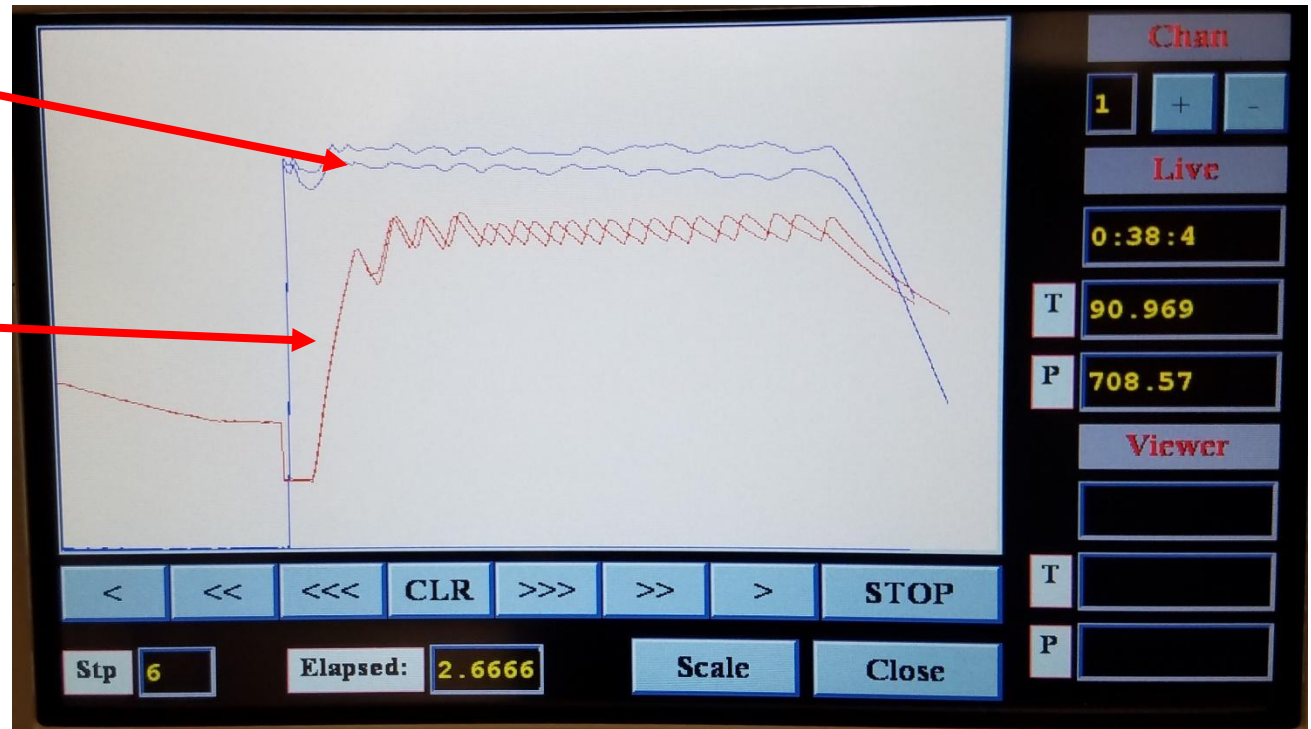 Chan
1 + -
Live
0:38:4
T 90.969
P 708.57
Viewer
T
P
< << <<< CLR >>> >> > STOP
Stp 6 Elapsed: 2.6666 Scale Close